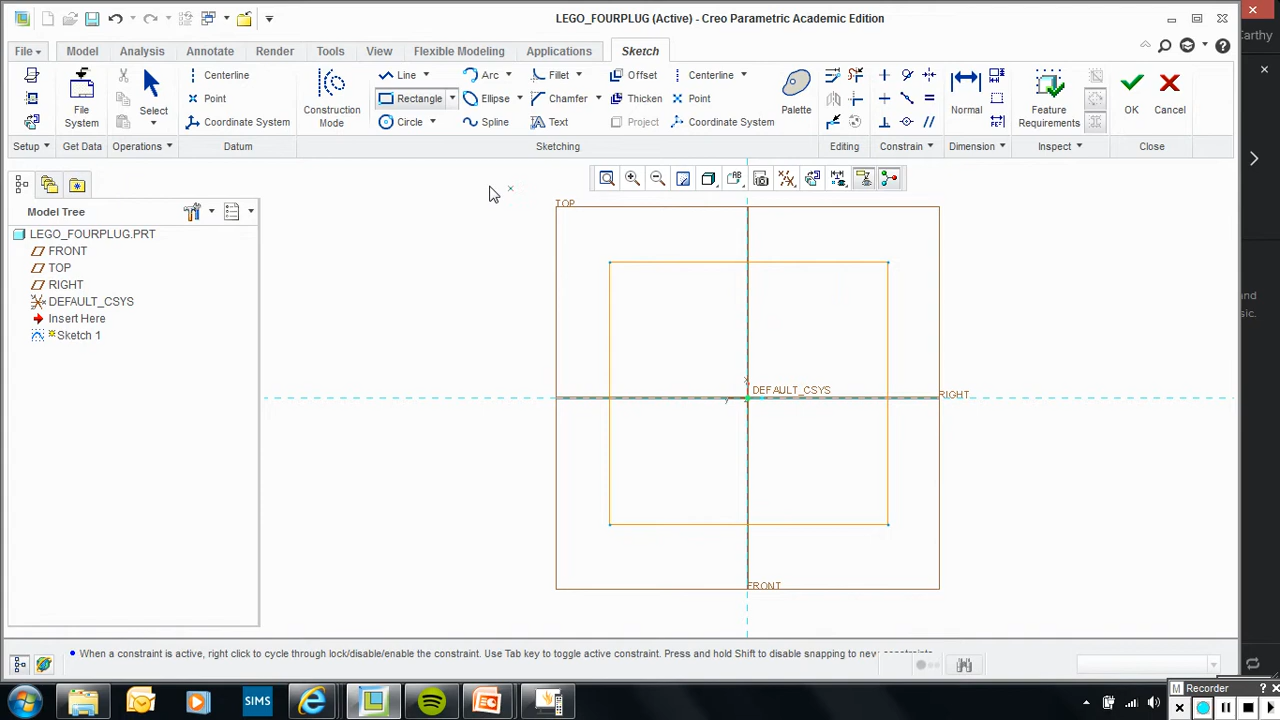 LEGO_FOURPLUG (Active) - Creo Parametric Academic Edition
File Model Analysis Annotate Render Tools View Flexible Modeling Applications Sketch
Centerline
Point
Coordinate System
File System
Select
Construction Mode
Line Arc Fillet Offset Centerline
Rectangle Ellipse Chamfer Thicken Point
Circle Spline Text Project Coordinate System
Palette
Normal
Feature Requirements
OK Cancel
Setup Get Data Operations Datum Sketching Editing Constrain Dimension Inspect Close
Model Tree
LEGO_FOURPLUG.PRT
FRONT
TOP
RIGHT
DEFAULT_CSYS
Insert Here
Sketch 1
TOP
x
DEFAULT_CSYS
y
RIGHT
FRONT
When a constraint is active, right click to cycle through lock/disable/enable the constraint. Use Tab key to toggle active constraint. Press and hold Shift to disable snapping to new constraints.
arthy
nd
ic.
SIMS
Recorder